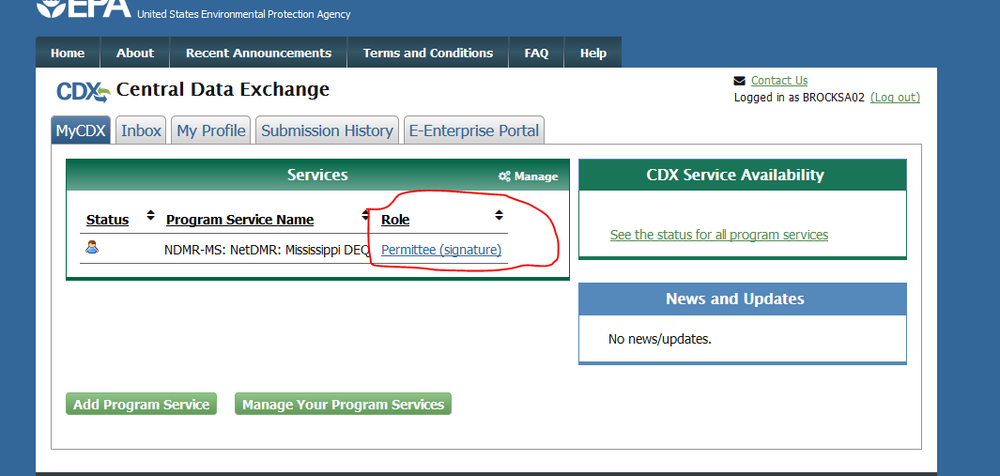 EPA United States Environmental Protection Agency
Home About Recent Announcements Terms and Conditions FAQ Help
CDX Central Data Exchange
Contact Us
Logged in as BROCKSA02 (Log out)
MyCDX Inbox My Profile Submission History E-Enterprise Portal
Services Manage
Status Program Service Name Role
NDMR-MS: NetDMR: Mississippi DEQ Permittee (signature)
CDX Service Availability
See the status for all program services
News and Updates
No news/updates.
Add Program Service Manage Your Program Services